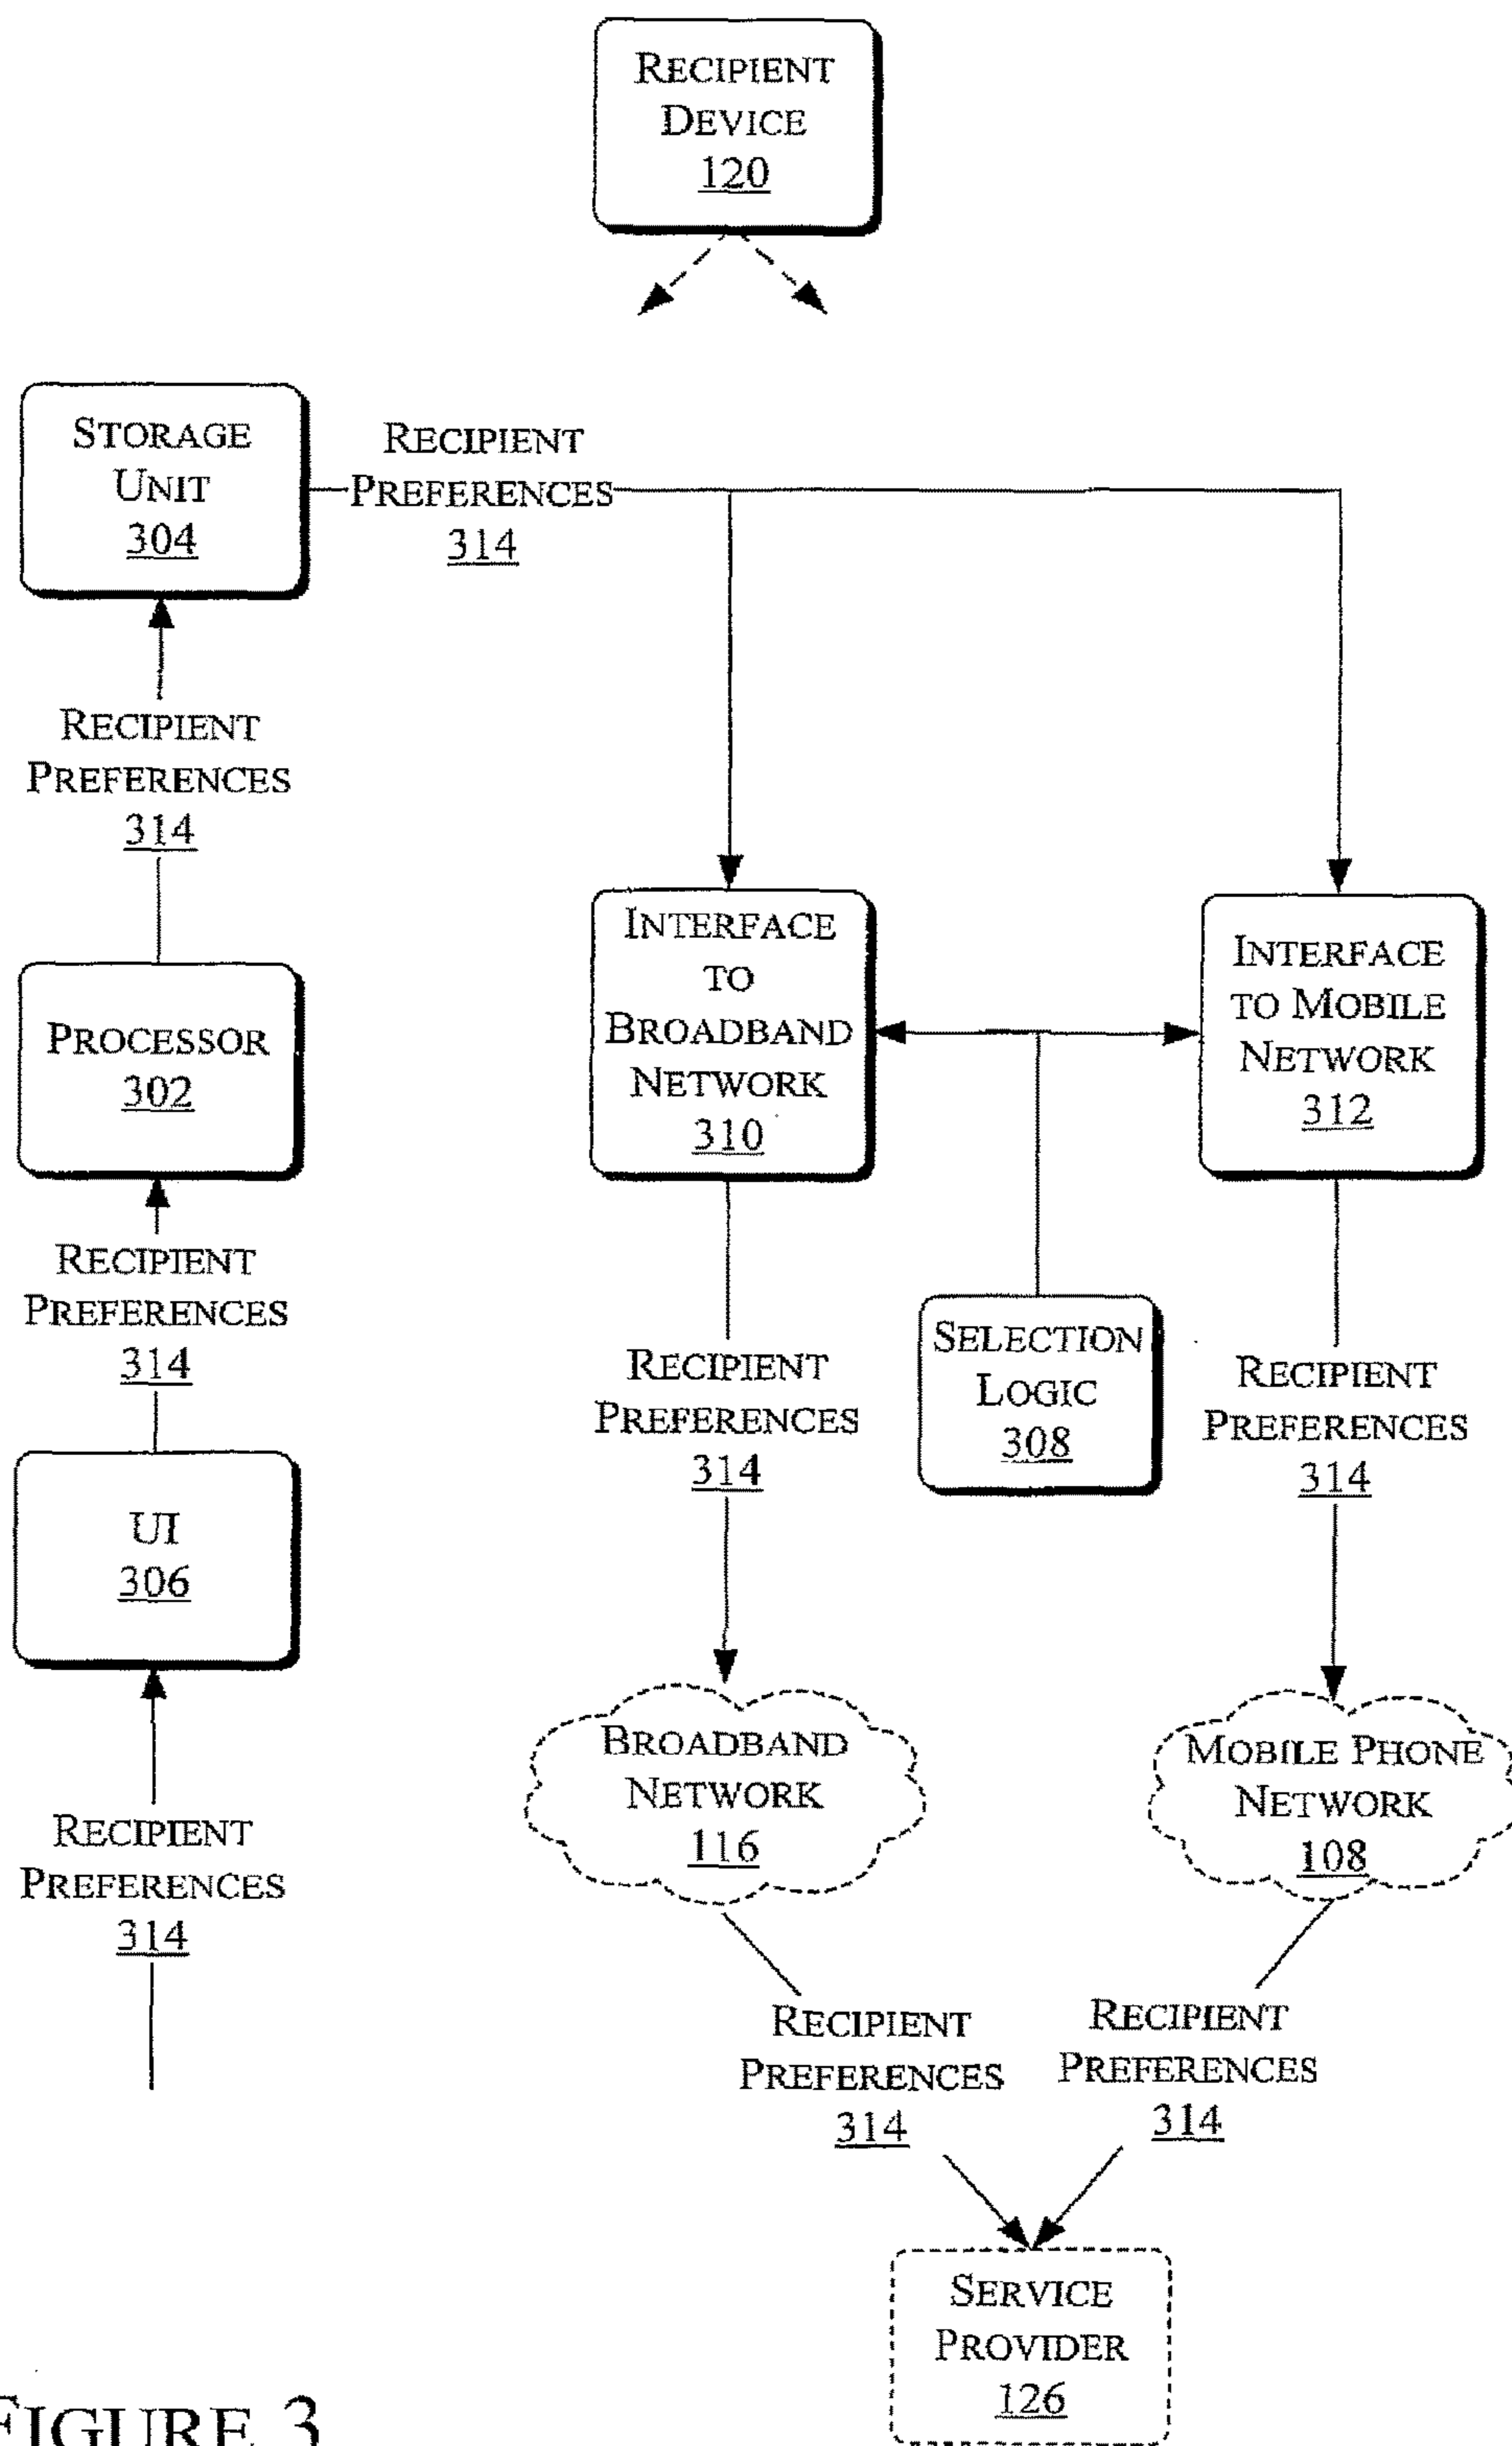 RECIPIENT
DEVICE
120
STORAGE
UNIT
304
RECIPIENT
PREFERENCES
314
RECIPIENT
PREFERENCES
314
PROCESSOR
302
RECIPIENT
PREFERENCES
314
UI
306
RECIPIENT
PREFERENCES
314
INTERFACE
TO
BROADBAND
NETWORK
310
INTERFACE
TO MOBILE
NETWORK
312
SELECTION
LOGIC
308
RECIPIENT
PREFERENCES
314
RECIPIENT
PREFERENCES
314
BROADBAND
NETWORK
116
MOBILE PHONE
NETWORK
108
RECIPIENT
PREFERENCES
314
RECIPIENT
PREFERENCES
314
SERVICE
PROVIDER
126
FIGURE 3